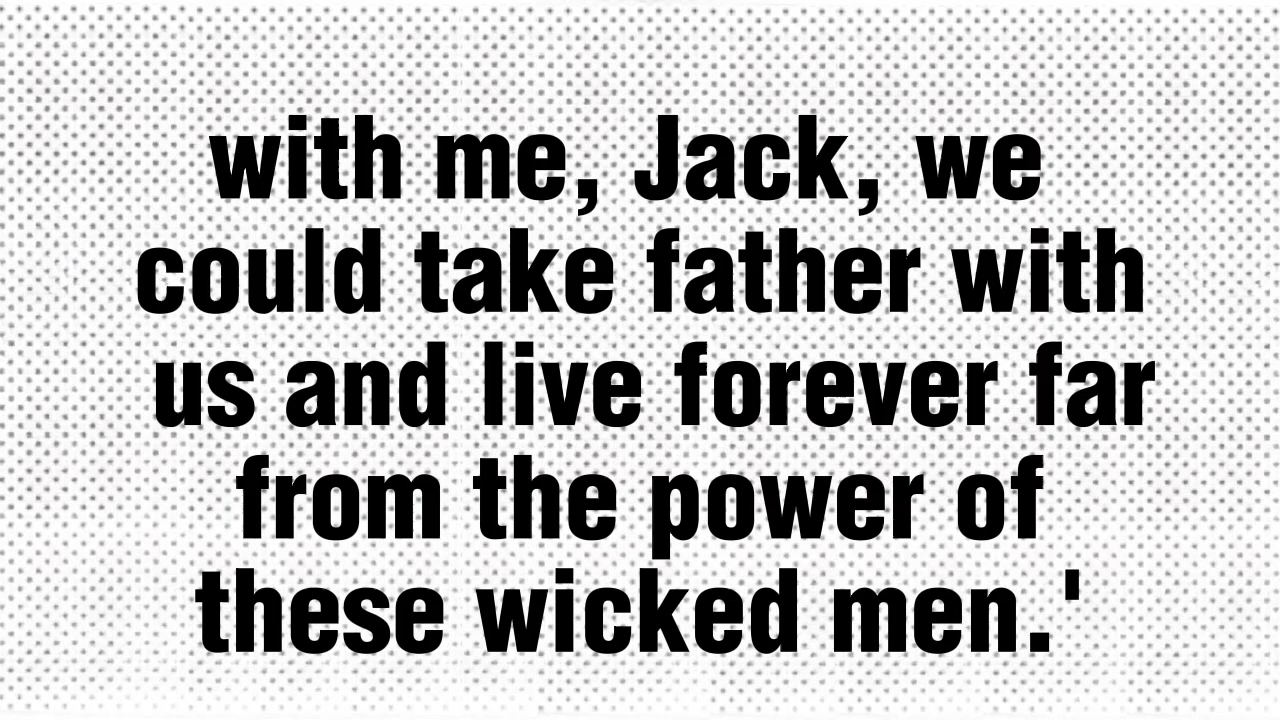 with me, Jack, we
could take father with
us and live forever far
from the power of
these wicked men.'